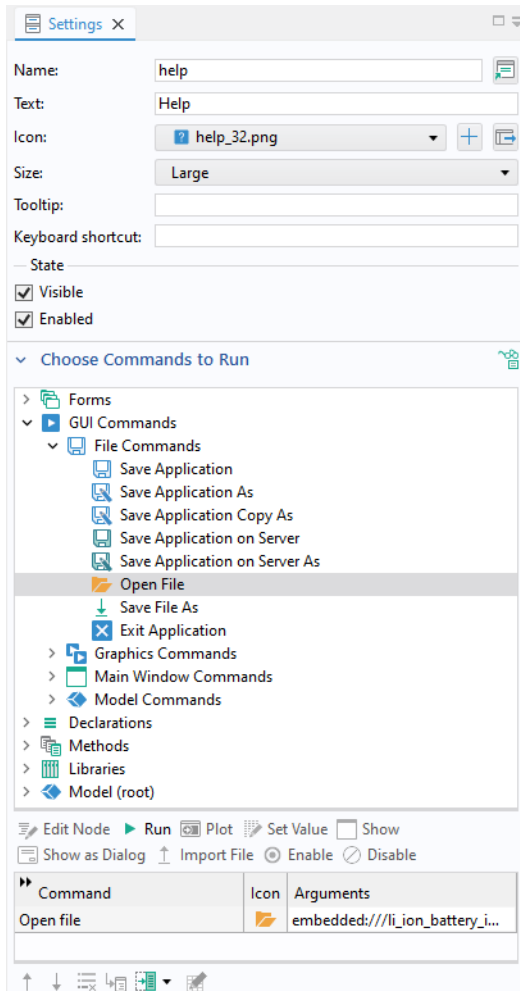 Settings
Name: help
Text: Help
Icon: help_32.png
Size: Large
Tooltip:
Keyboard shortcut:
State
Visible
Enabled
Choose Commands to Run
Forms
GUI Commands
File Commands
Save Application
Save Application As
Save Application Copy As
Save Application on Server
Save Application on Server As
Open File
Save File As
Exit Application
Graphics Commands
Main Window Commands
Model Commands
Declarations
Methods
Libraries
Model (root)
Edit Node Run Plot Set Value Show
Show as Dialog Import File Enable Disable
Command Icon Arguments
Open file embedded:///li_ion_battery_i...